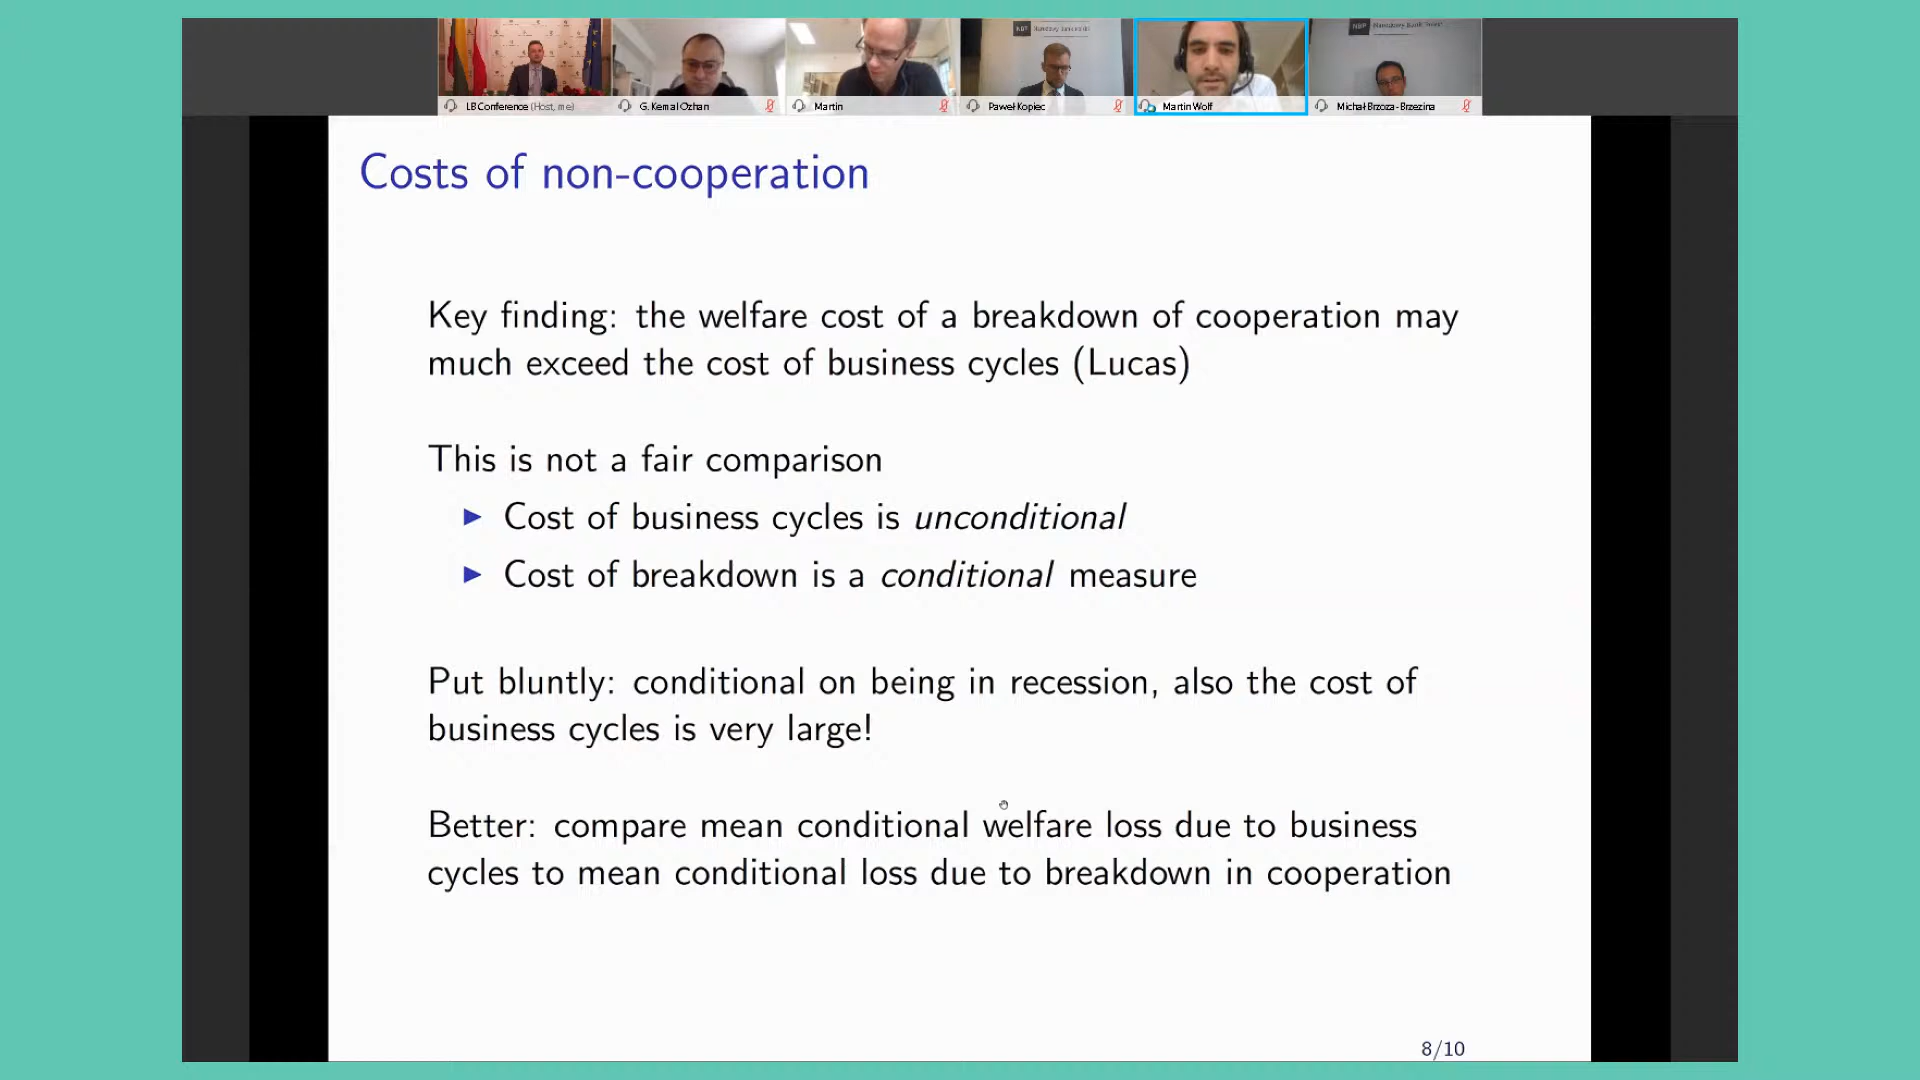 LB Conference (Host, me)
G. Kemal Ozhan
Martin
Paweł Kopiec
Martin Wolf
Michał Brzoza-Brzezina
NBP
Costs of non-cooperation
Key finding: the welfare cost of a breakdown of cooperation may
much exceed the cost of business cycles (Lucas)
This is not a fair comparison
▶ Cost of business cycles is unconditional
▶ Cost of breakdown is a conditional measure
Put bluntly: conditional on being in recession, also the cost of
business cycles is very large!
Better: compare mean conditional welfare loss due to business
cycles to mean conditional loss due to breakdown in cooperation
8/10